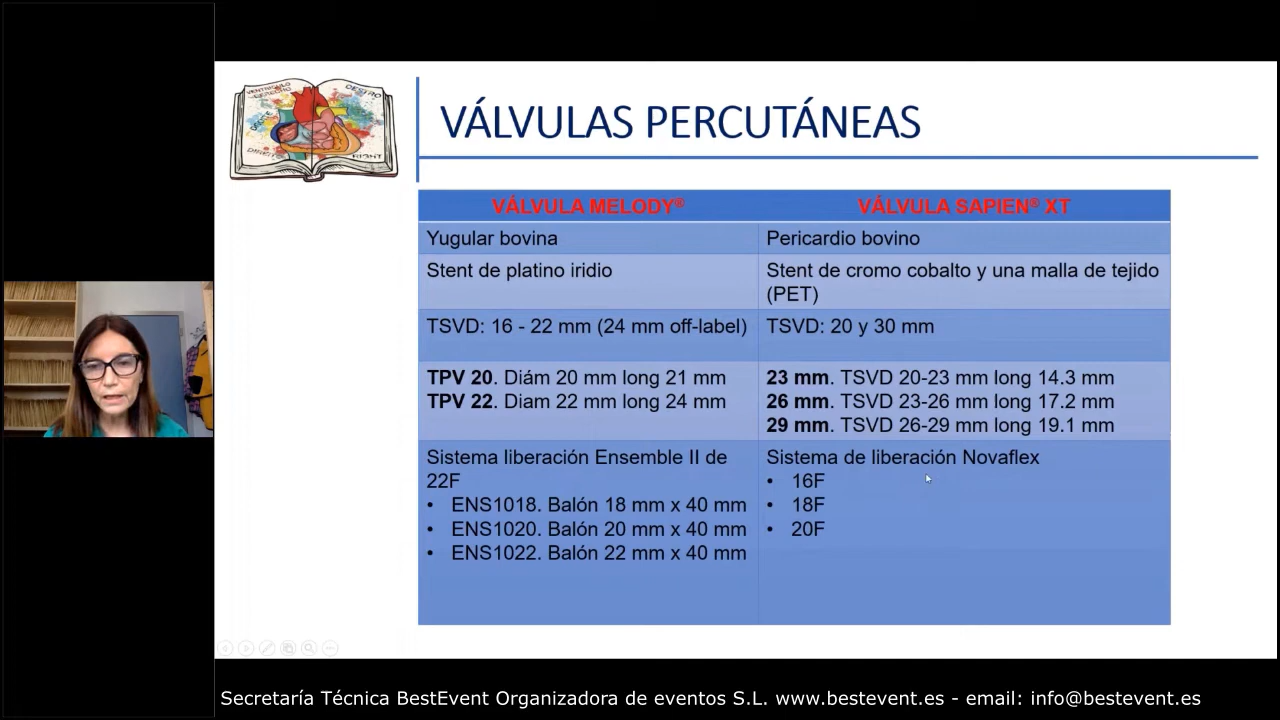 VENTRICULO
DERECHO
DESTRO
DROITE
DIREITO
RIGHT
VÁLVULAS PERCUTÁNEAS
VÁLVULA MELODY®
VÁLVULA SAPIEN® XT
Yugular bovina
Pericardio bovino
Stent de platino iridio
Stent de cromo cobalto y una malla de tejido
(PET)
TSVD: 16 - 22 mm (24 mm off-label)
TSVD: 20 y 30 mm
TPV 20. Diám 20 mm long 21 mm
TPV 22. Diam 22 mm long 24 mm
23 mm. TSVD 20-23 mm long 14.3 mm
26 mm. TSVD 23-26 mm long 17.2 mm
29 mm. TSVD 26-29 mm long 19.1 mm
Sistema liberación Ensemble II de
22F
• ENS1018. Balón 18 mm x 40 mm
• ENS1020. Balón 20 mm x 40 mm
• ENS1022. Balón 22 mm x 40 mm
Sistema de liberación Novaflex
• 16F
• 18F
• 20F
Secretaría Técnica BestEvent Organizadora de eventos S.L. www.bestevent.es - email: info@bestevent.es